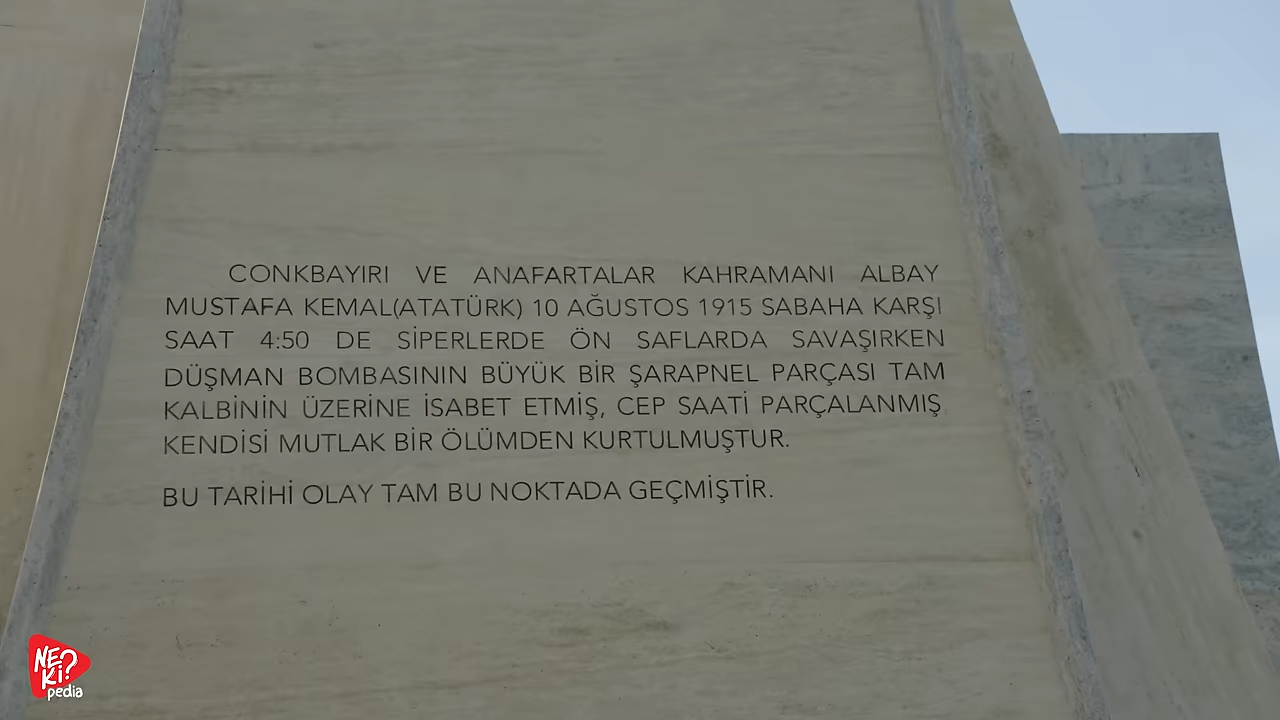 CONKBAYIRI VE ANAFARTALAR KAHRAMANI ALBAY
MUSTAFA KEMAL(ATATÜRK) 10 AĞUSTOS 1915 SABAHA KARŞI
SAAT 4:50 DE SİPERLERDE ÖN SAFLARDA SAVAŞIRKEN
DÜŞMAN BOMBASININ BÜYÜK BİR ŞARAPNEL PARÇASI TAM
KALBİNİN ÜZERİNE İSABET ETMİŞ, CEP SAATİ PARÇALANMIŞ
KENDİSİ MUTLAK BİR ÖLÜMDEN KURTULMUŞTUR.
BU TARİHİ OLAY TAM BU NOKTADA GEÇMİŞTİR.
NE
Kİ?
pedia